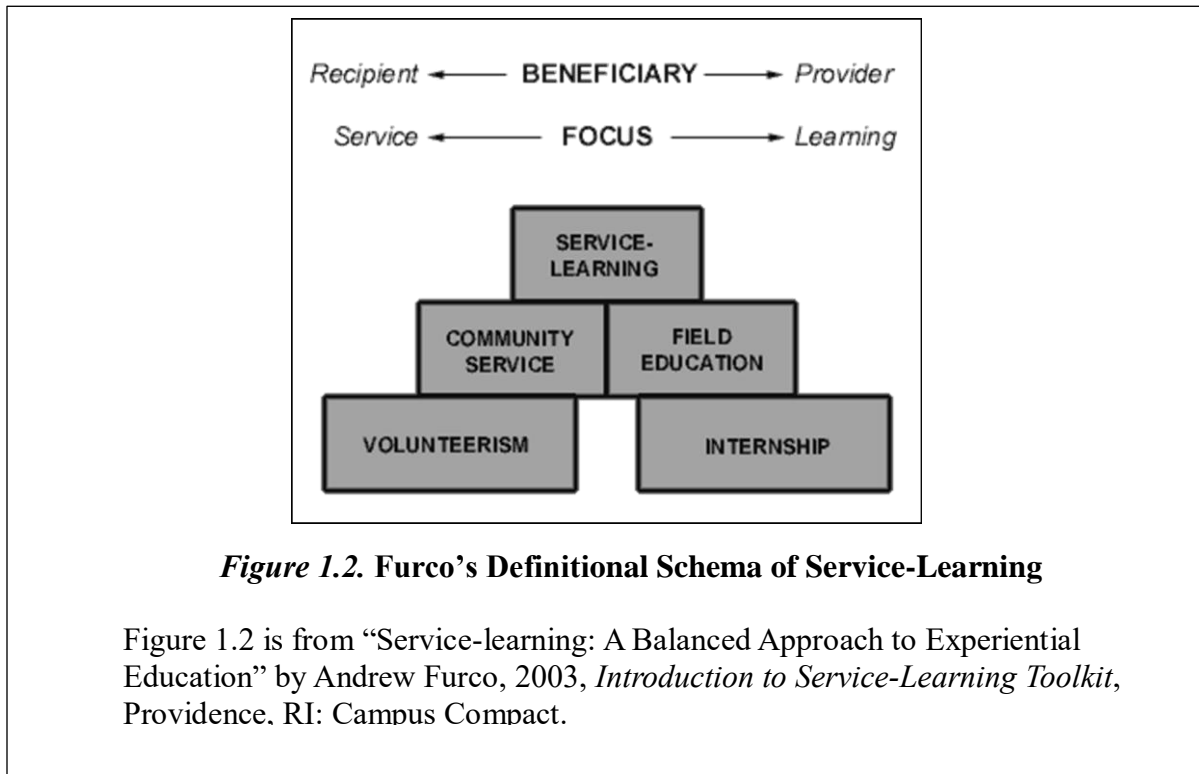 Recipient BENEFICIARY Provider
Service FOCUS Learning
SERVICE-
LEARNING
COMMUNITY
SERVICE
FIELD
EDUCATION
VOLUNTEERISM
INTERNSHIP
Figure 1.2. Furco’s Definitional Schema of Service-Learning
Figure 1.2 is from “Service-learning: A Balanced Approach to Experiential
Education” by Andrew Furco, 2003, Introduction to Service-Learning Toolkit,
Providence, RI: Campus Compact.